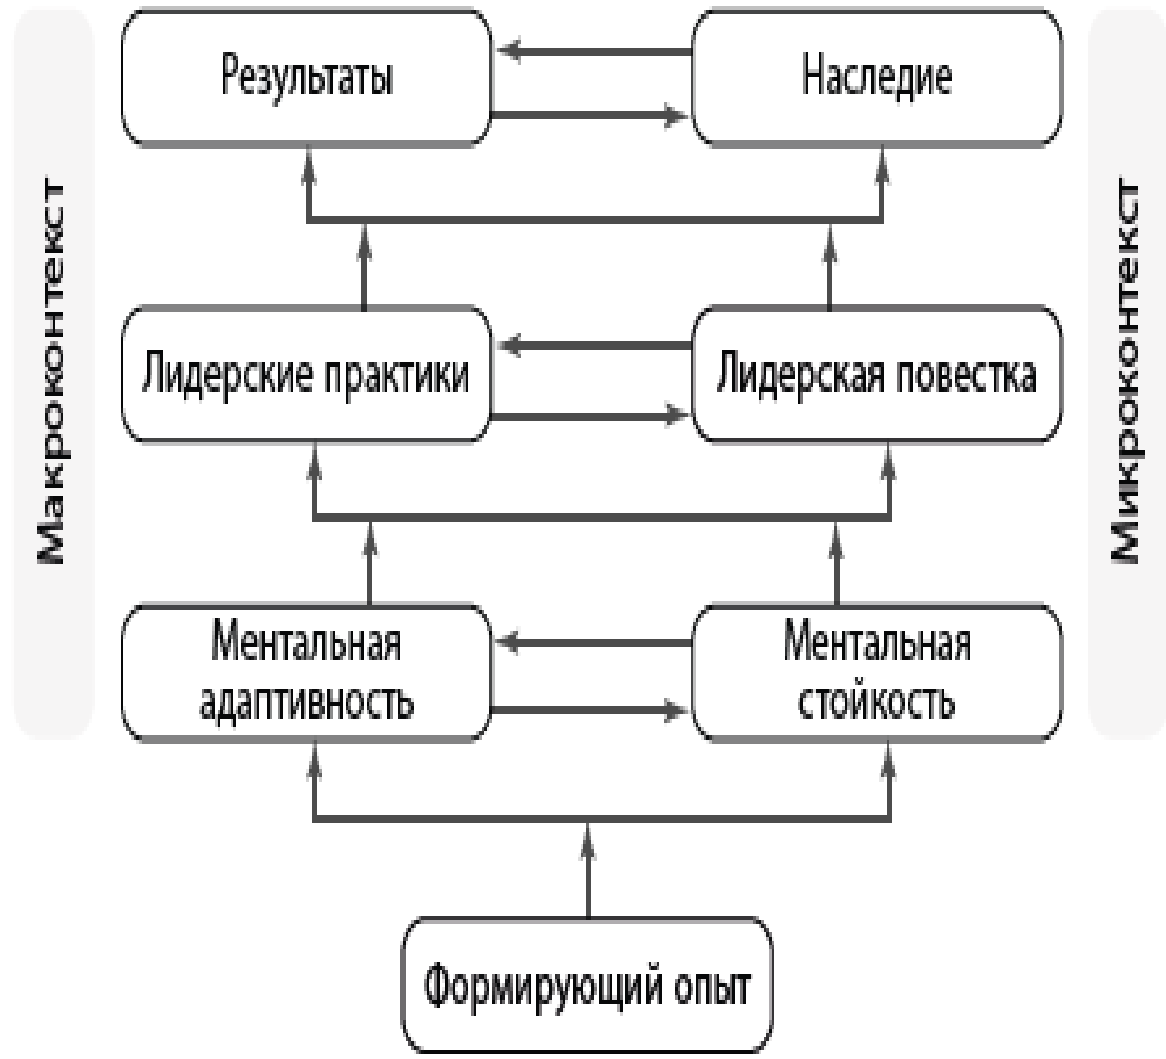 Результаты
Наследие
Макроконтекст
Микроконтекст
Лидерские практики
Лидерская повестка
Ментальная
адаптивность
Ментальная
стойкость
Формирующий опыт